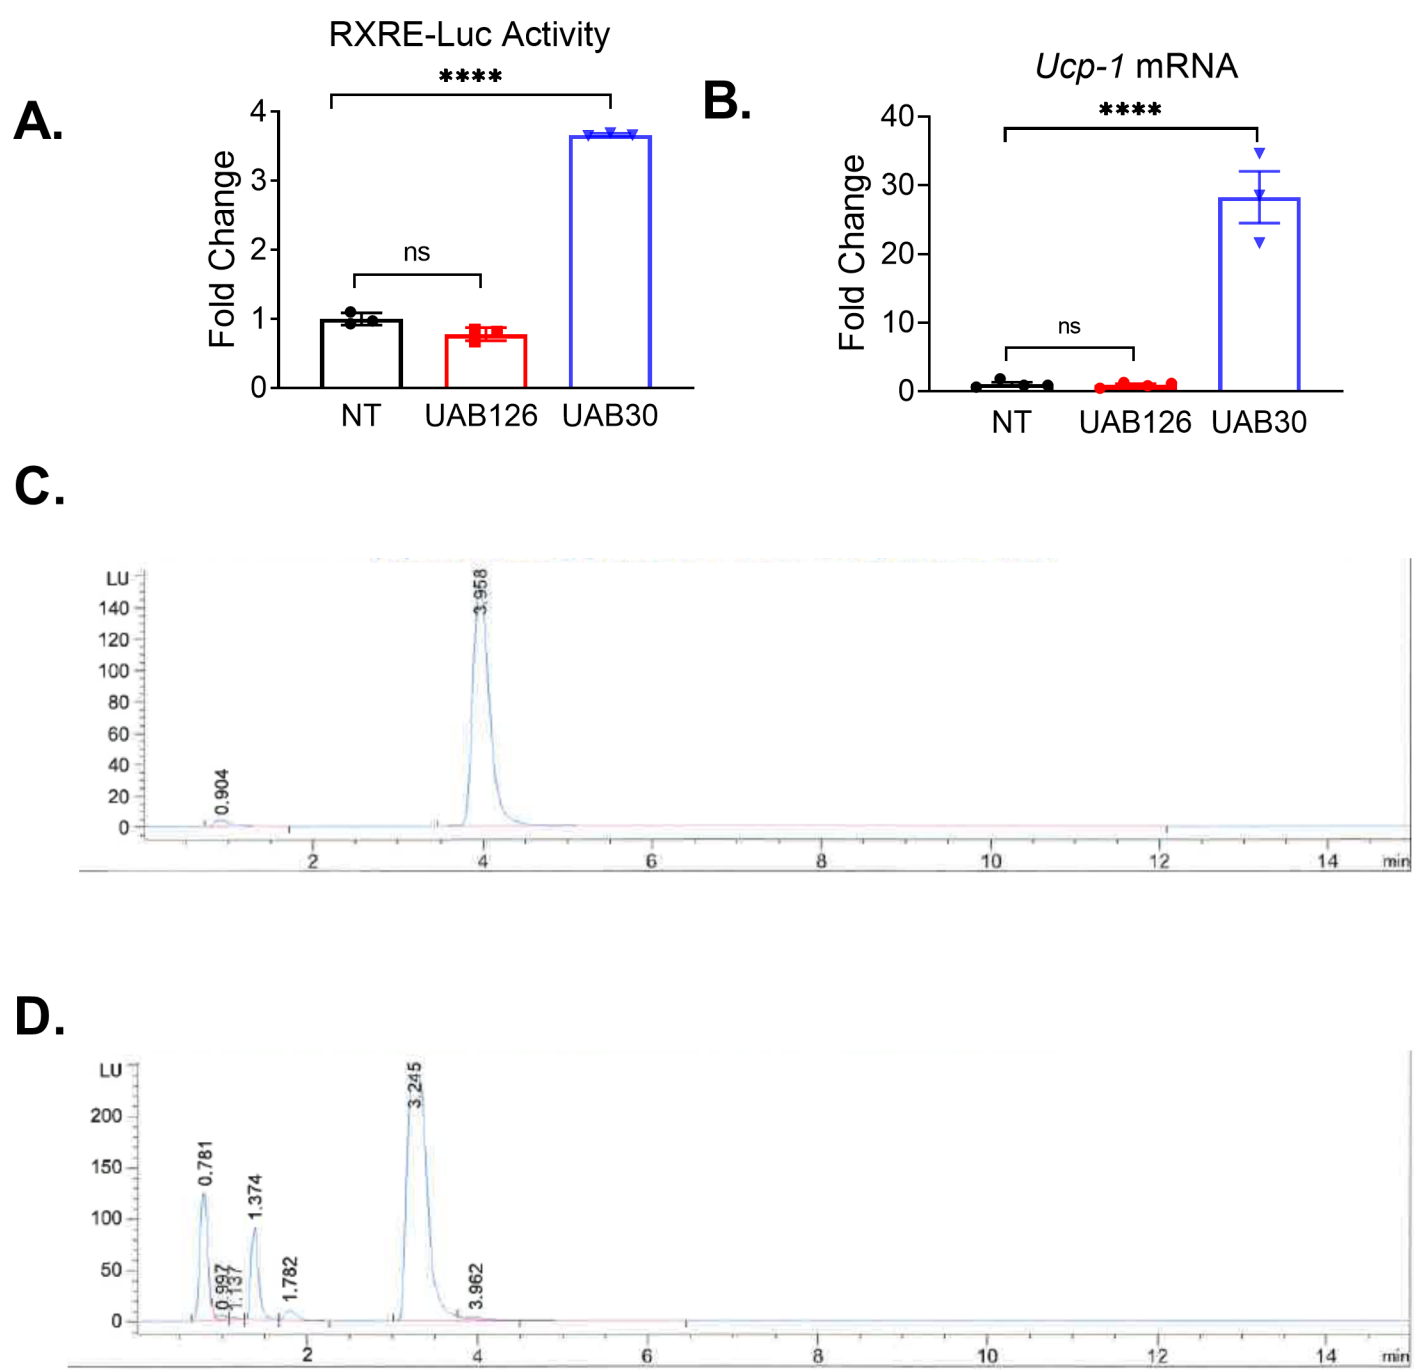 A.
RXRE-Luc Activity
****
ns
Fold Change
4
3
2
1
0
NT UAB126 UAB30
B.
Ucp-1 mRNA
****
ns
Fold Change
40
30
20
10
0
NT UAB126 UAB30
C.
LU
140
120
100
80
60
40
20
0
0.904
3.958
2 4 6 8 10 12 14 min
D.
LU
200
150
100
50
0
0.781
0.997
1.137
1.374
1.782
3.245
3.962
2 4 6 8 10 12 14 min